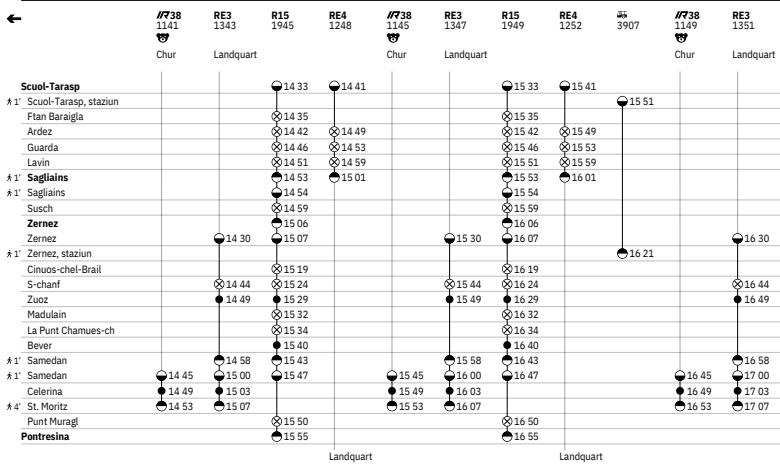 IR38 RE3 R15 RE4 IR38 RE3 R15 RE4 IR38 RE3
1141 1343 1945 1248 1145 1347 1949 1252 3907 1149 1351
Chur Landquart Chur Landquart Chur Landquart
Scuol-Tarasp 14 33 14 41 15 33 15 41
1' Scuol-Tarasp, staziun 15 51
Ftan Baraigla 14 35 15 35
Ardez 14 42 14 49 15 42 15 49
Guarda 14 46 14 53 15 46 15 53
Lavin 14 51 14 59 15 51 15 59
1' Sagliains 14 53 15 01 15 53 16 01
1' Sagliains 14 54 15 54
Susch 14 59 15 59
Zernez 15 06 16 06
Zernez 14 30 15 07 15 30 16 07 16 30
1' Zernez, staziun 16 21
Cinuos-chel-Brail 15 19 16 19
S-chanf 14 44 15 24 15 44 16 24 16 44
Zuoz 14 49 15 29 15 49 16 29 16 49
Madulain 15 32 16 32
La Punt Chamues-ch 15 34 16 34
Bever 15 40 16 40
1' Samedan 14 58 15 43 15 58 16 43 16 58
1' Samedan 14 45 15 00 15 47 15 45 16 00 16 47 16 45 17 00
Celerina 14 49 15 03 15 49 16 03 16 49 17 03
4' St. Moritz 14 53 15 07 15 53 16 07 16 53 17 07
Punt Muragl 15 50 16 50
Pontresina 15 55 16 55
Landquart Landquart